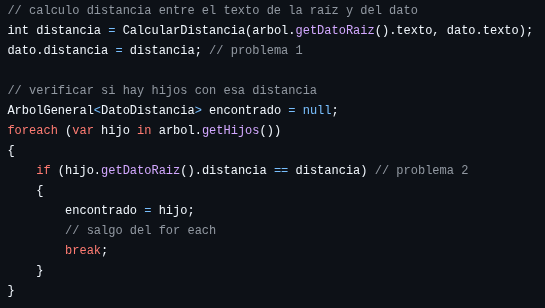 // calculo distancia entre el texto de la raíz y del dato
int distancia = CalcularDistancia(arbol.getDatoRaiz().texto, dato.texto);
dato.distancia = distancia; // problema 1
// verificar si hay hijos con esa distancia
ArbolGeneral<DatoDistancia> encontrado = null;
foreach (var hijo in arbol.getHijos())
{
if (hijo.getDatoRaiz().distancia == distancia) // problema 2
{
encontrado = hijo;
// salgo del for each
break;
}
}